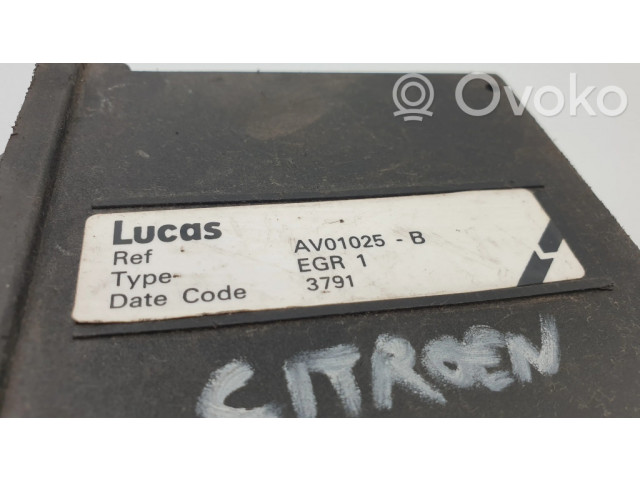 Ovoko
Lucas
Ref AV01025 - B
Type EGR 1
Date Code 3791
CITROEN